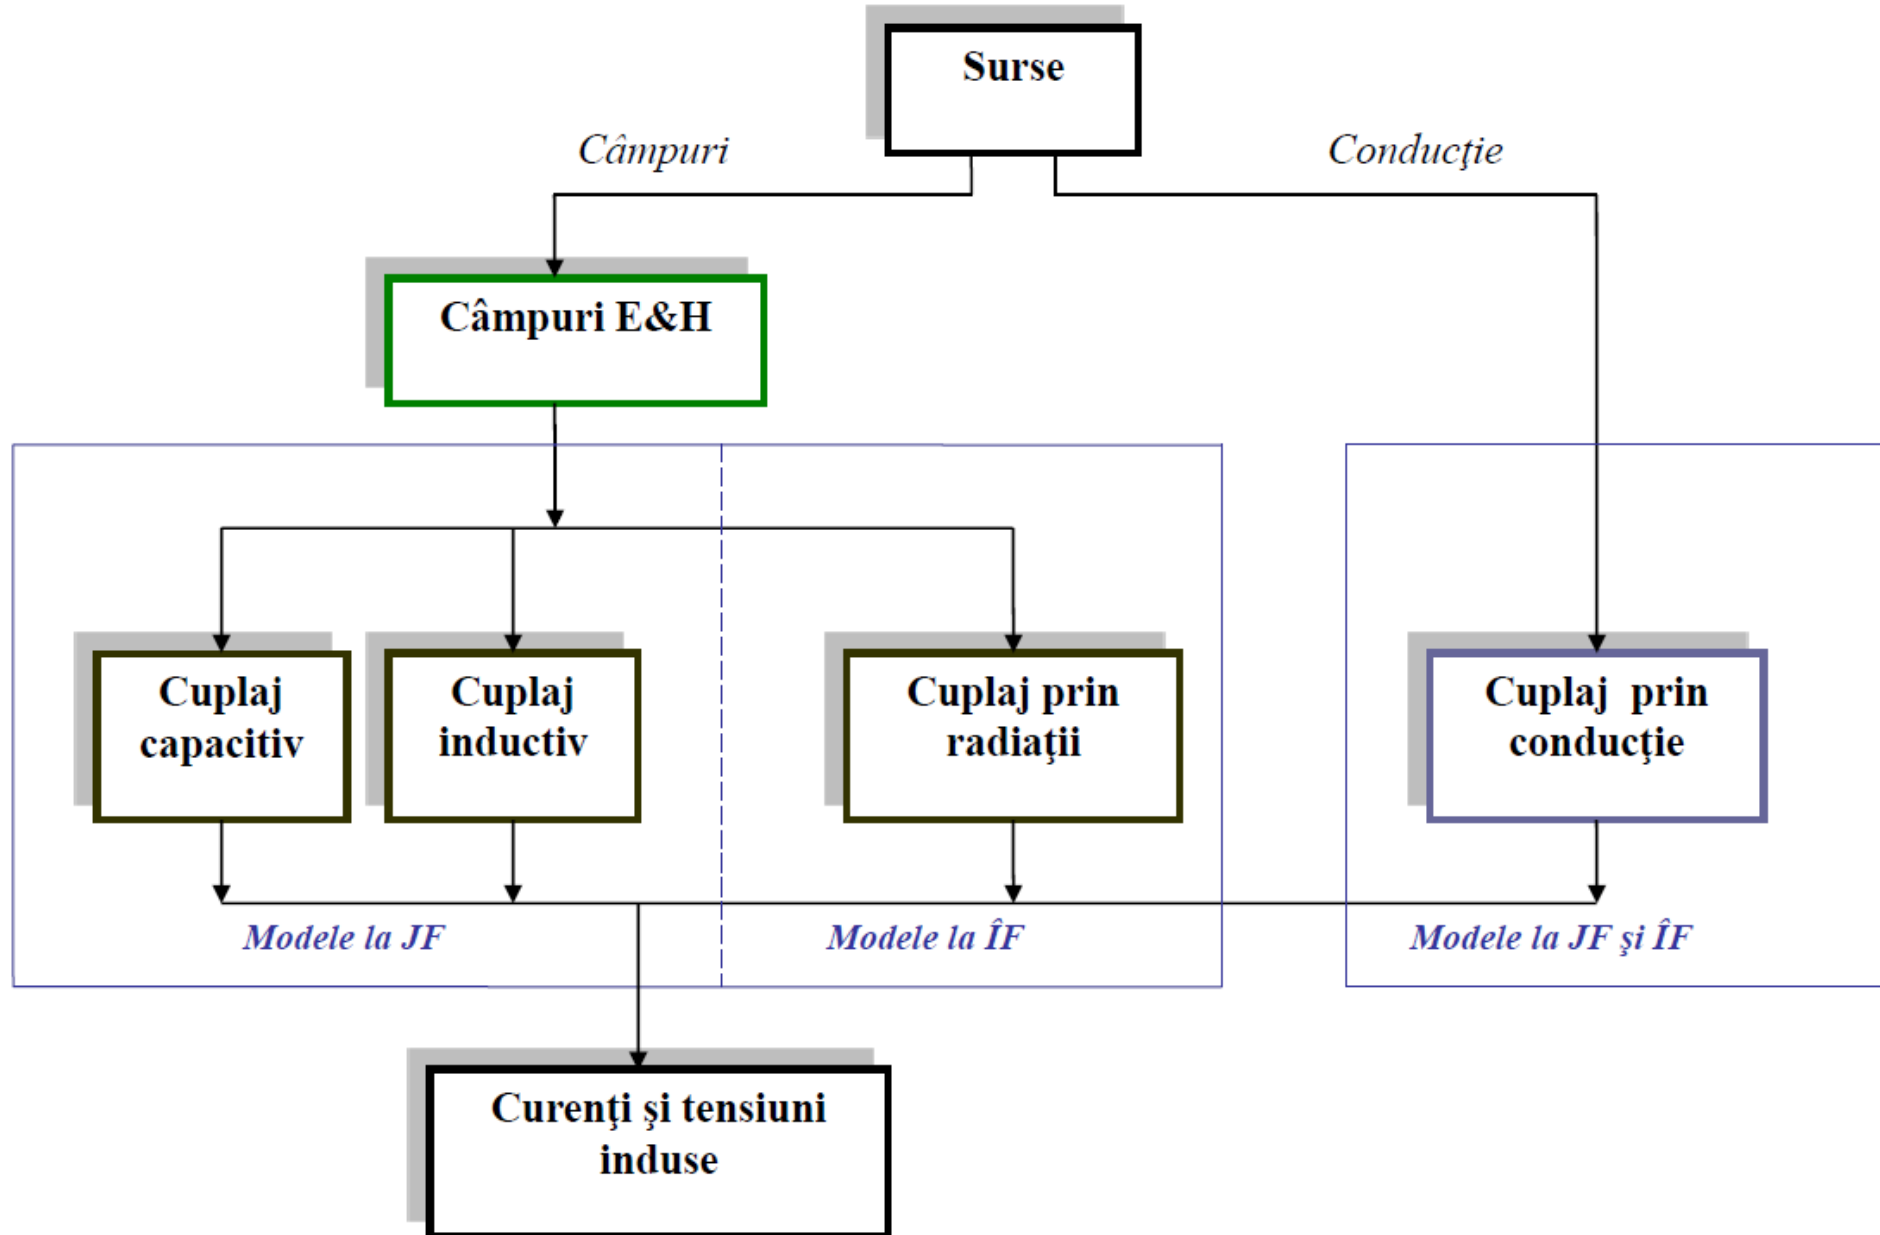 Surse
Câmpuri
Conducţie
Câmpuri E&H
Cuplaj
capacitiv
Cuplaj
inductiv
Cuplaj prin
radiaţii
Cuplaj prin
conducţie
Modele la JF
Modele la ÎF
Modele la JF şi ÎF
Curenţi şi tensiuni
induse